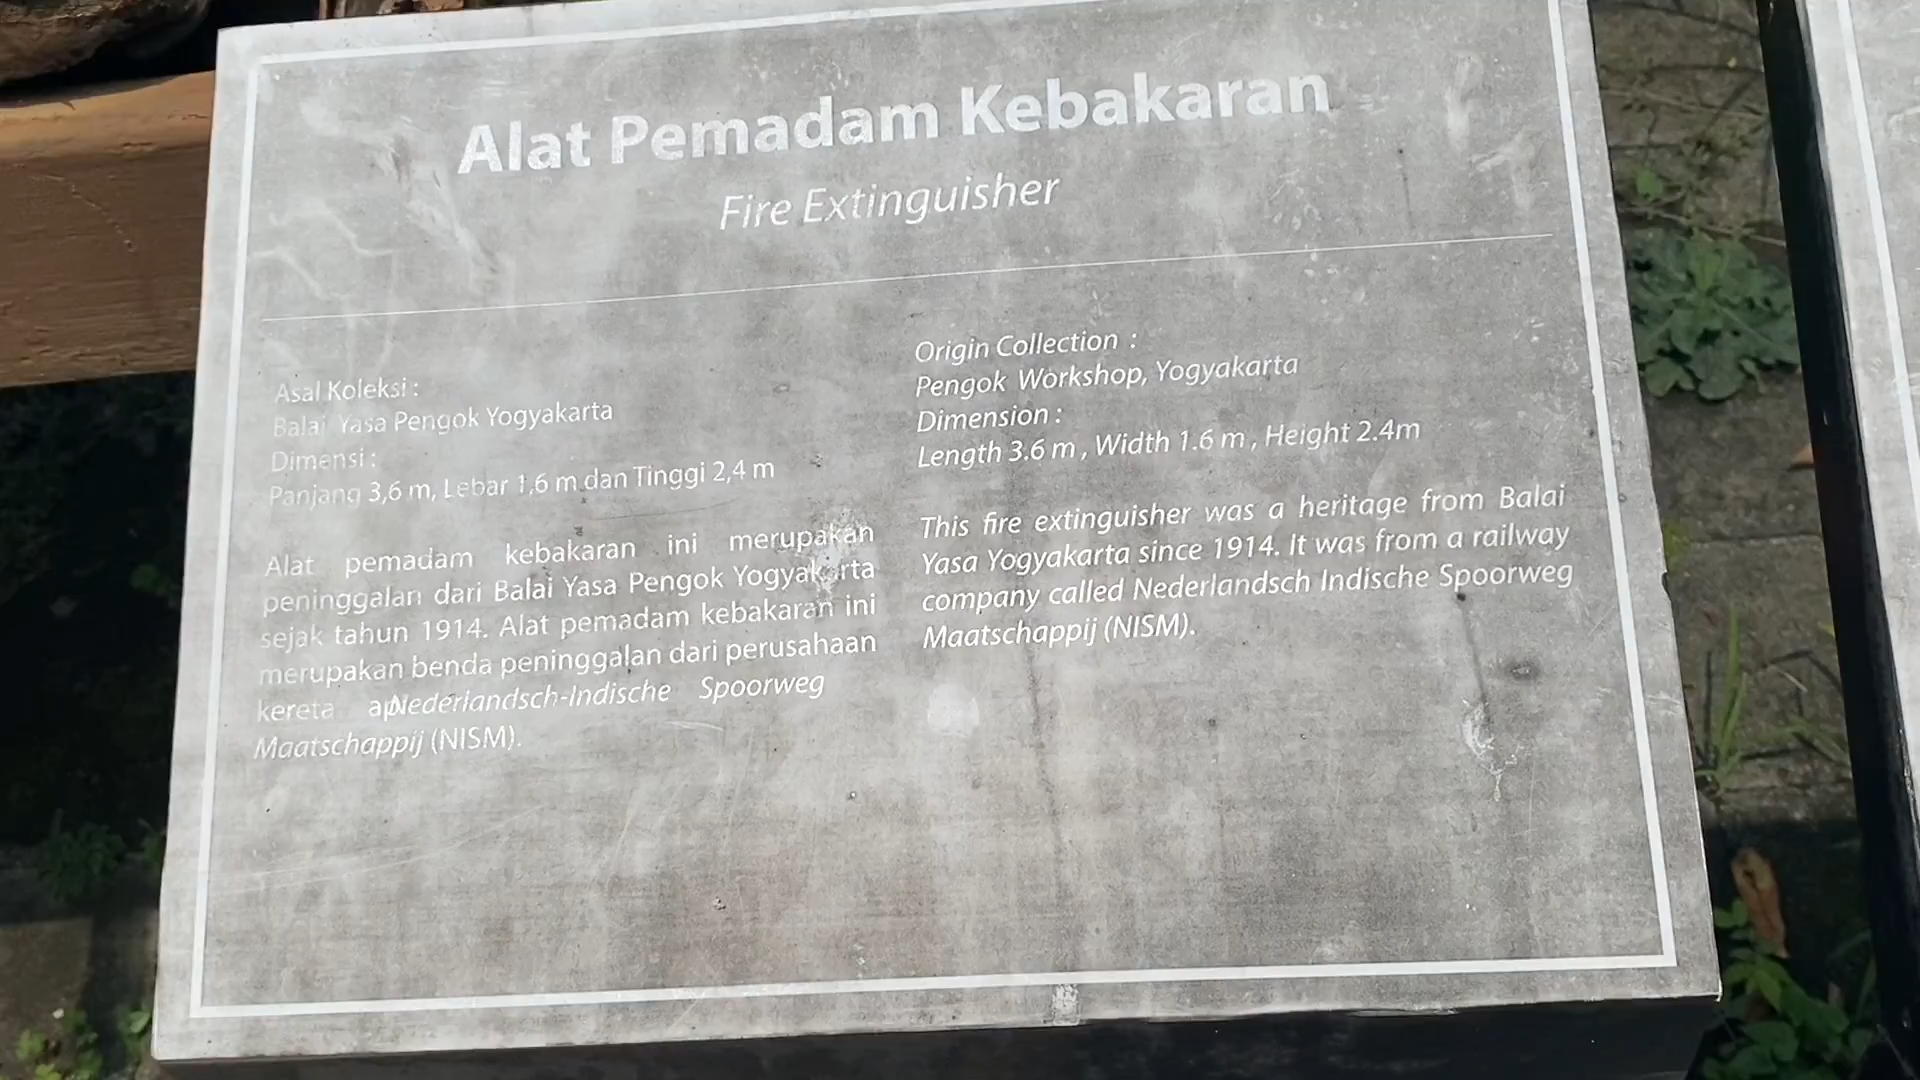 Alat Pemadam Kebakaran
Fire Extinguisher
Asal Koleksi :
Balai Yasa Pengok Yogyakarta
Dimensi :
Panjang 3,6 m, Lebar 1,6 m dan Tinggi 2,4 m
Alat pemadam kebakaran ini merupakan
peninggalan dari Balai Yasa Pengok Yogyakarta
sejak tahun 1914. Alat pemadam kebakaran ini
merupakan benda peninggalan dari perusahaan
kereta api Nederlandsch-Indische Spoorweg
Maatschappij (NISM).
Origin Collection :
Pengok Workshop, Yogyakarta
Dimension :
Length 3.6 m , Width 1.6 m , Height 2.4m
This fire extinguisher was a heritage from Balai
Yasa Yogyakarta since 1914. It was from a railway
company called Nederlandsch Indische Spoorweg
Maatschappij (NISM).